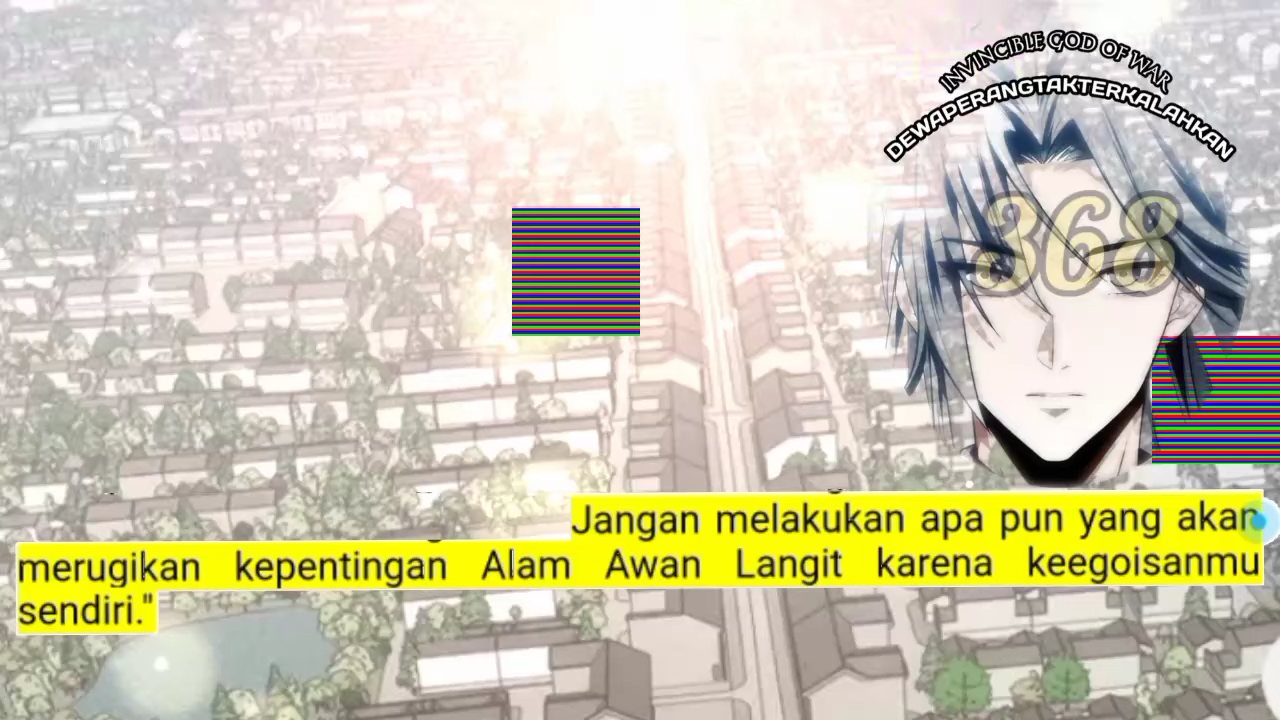 INVINCIBLE GOD OF WAR
DEWAPERANGTAKTERKALAHKAN
368
Jangan melakukan apa pun yang akan
merugikan kepentingan Alam Awan Langit karena keegoisanmu
sendiri."